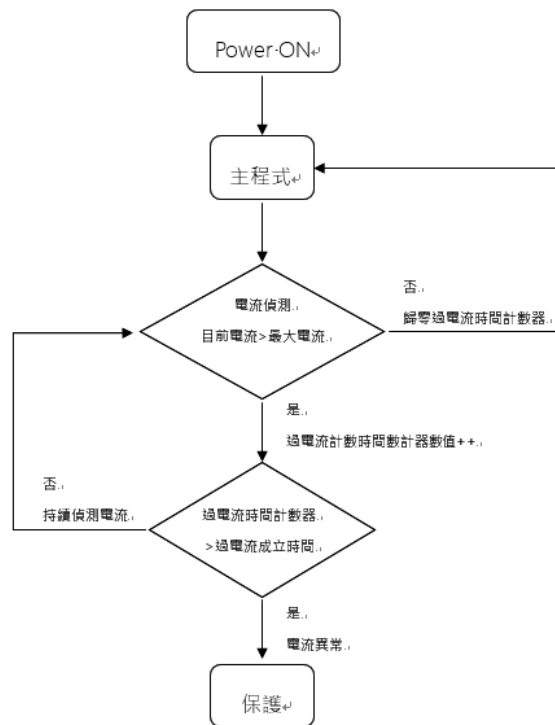 Power·ON↵
主程式↵
電流偵測.↓
目前電流>最大電流.↓
否.↓
歸零過電流時間計數器.↓
是.↓
過電流計數時間數計器數值++.↓
否.↓
持續偵測電流.↓
過電流時間計數器.↓
>過電流成立時間.↓
是.↓
電流異常.↓
保護↵